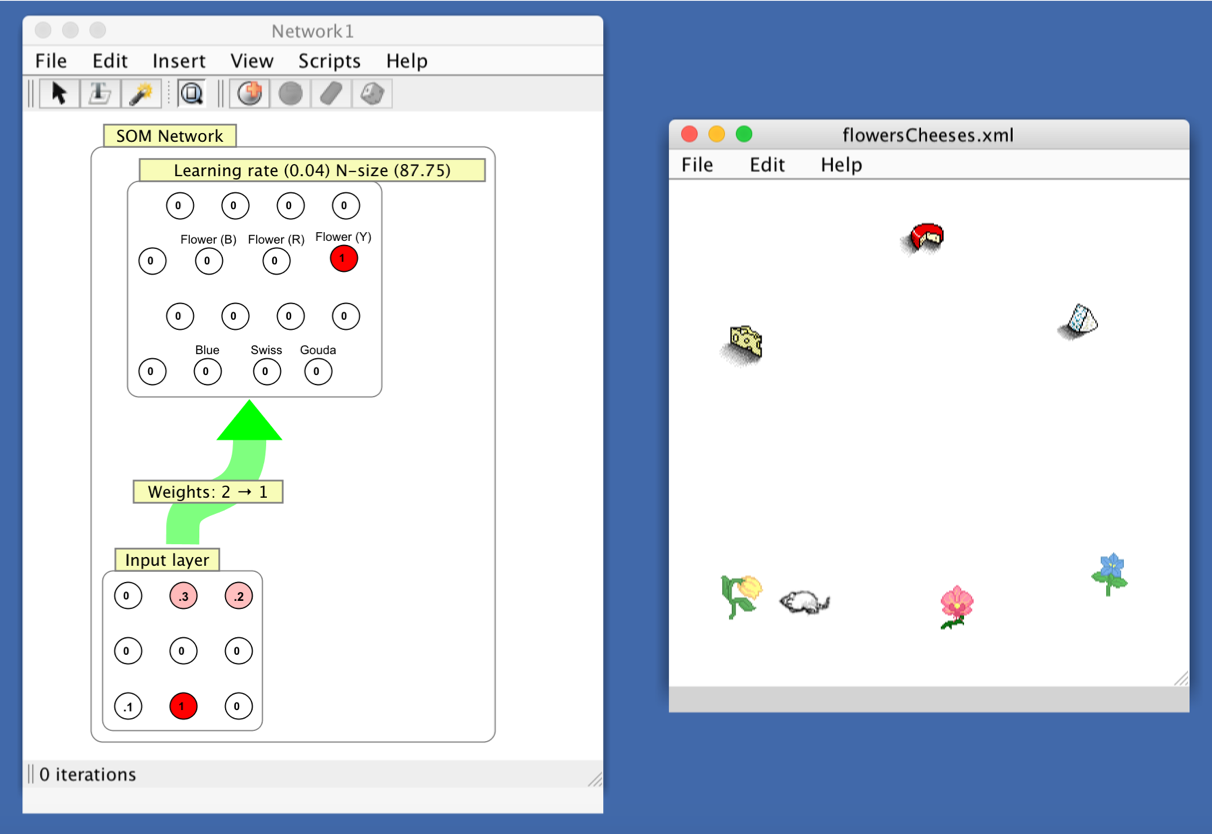 Network1
File Edit Insert View Scripts Help
SOM Network
Learning rate (0.04) N-size (87.75)
0 0 0 0
Flower (B) Flower (R) Flower (Y)
0 0 0 1
0 0 0 0
Blue Swiss Gouda
0 0 0 0
Weights: 2 → 1
Input layer
0 .3 .2
0 0 0
.1 1 0
0 iterations
flowersCheeses.xml
File Edit Help